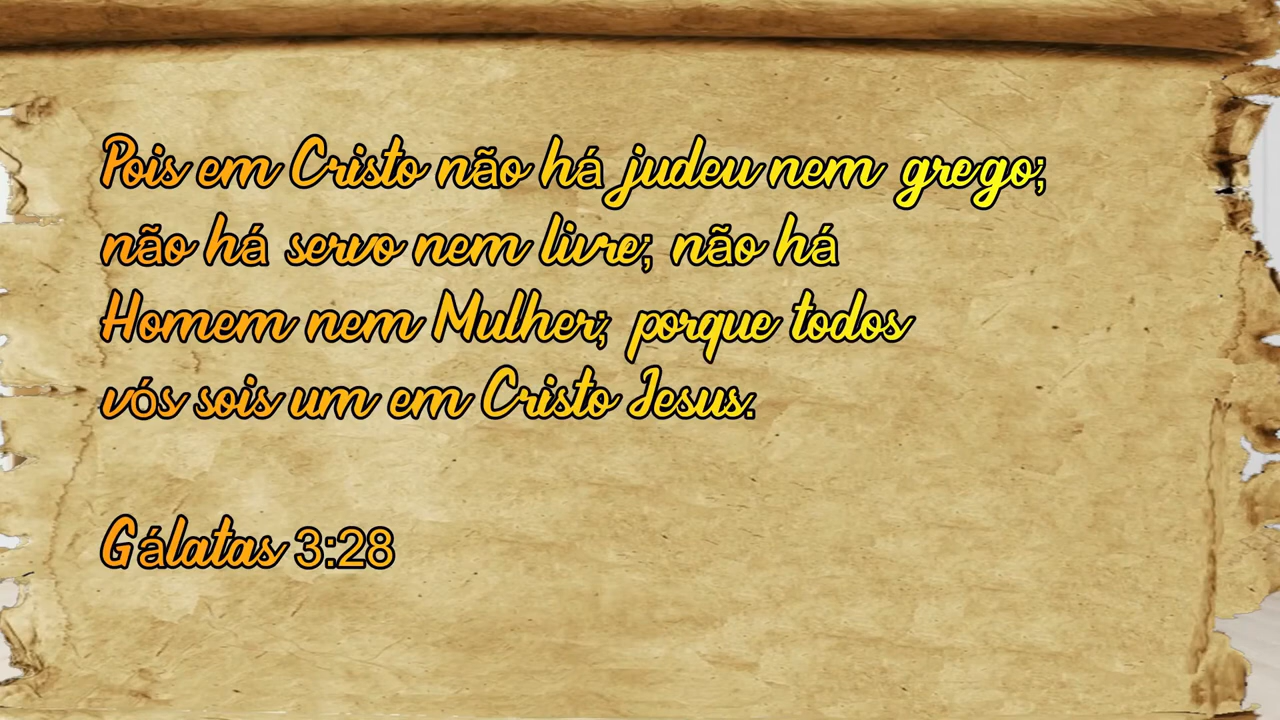 Pois em Cristo não há judeu nem grego;
não há servo nem livre; não há
Homem nem Mulher; porque todos
vós sois um em Cristo Jesus.
Gálatas 3:28